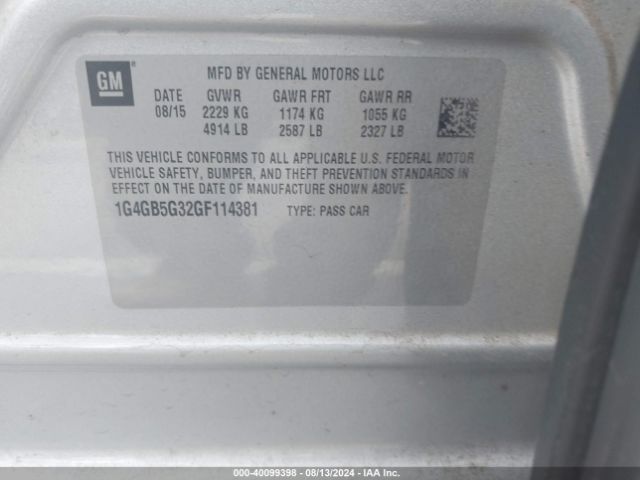 GM
MFD BY GENERAL MOTORS LLC
DATE GVWR GAWR FRT GAWR RR
08/15 2229 KG 1174 KG 1055 KG
4914 LB 2587 LB 2327 LB
THIS VEHICLE CONFORMS TO ALL APPLICABLE U.S. FEDERAL MOTOR
VEHICLE SAFETY, BUMPER, AND THEFT PREVENTION STANDARDS IN
EFFECT ON THE DATE OF MANUFACTURE SHOWN ABOVE.
1G4GB5G32GF114381 TYPE: PASS CAR
000-40099398 - 08/13/2024 - IAA Inc.